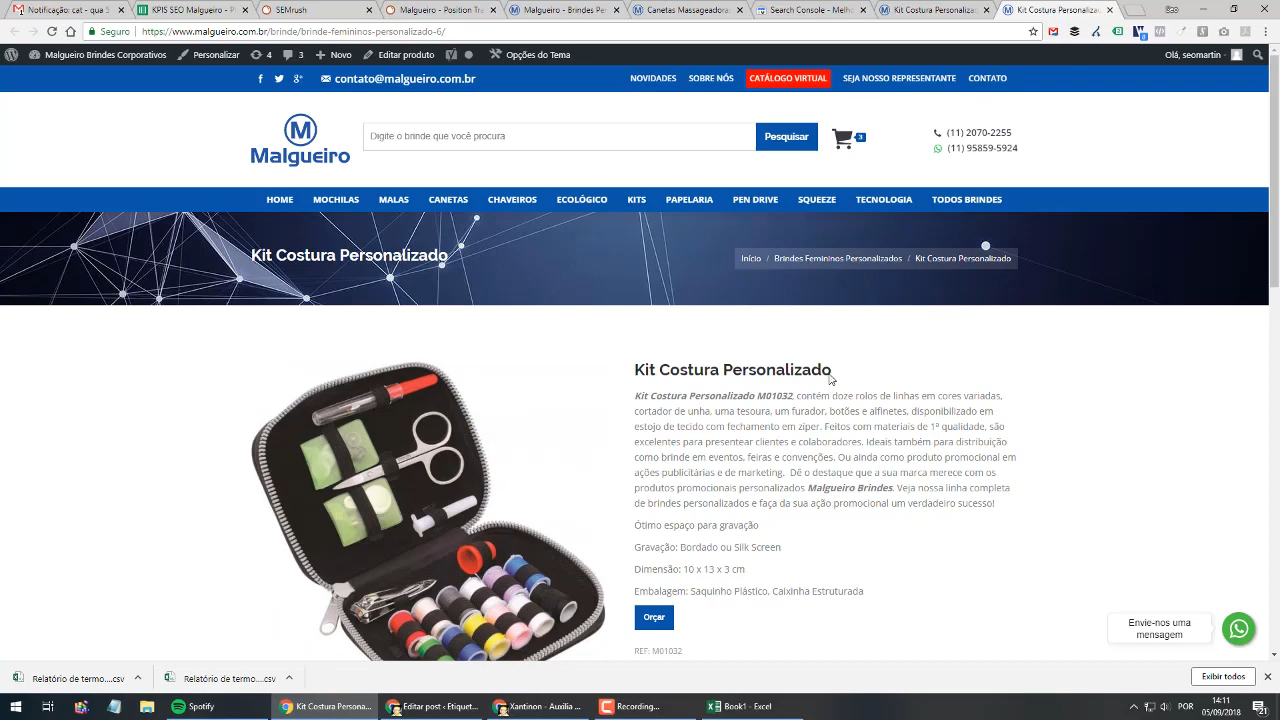 Notificação: cat - qua 5
KPIS SEO Malgueiro - P
SEMrush
Malgueiro - Position Tra
Malgueiro - Brindes Per
Canetas Massageadora
Search Console - Melho
Kit Costura Personaliza
Kit Costura Personaliza
Seguro
https://www.malgueiro.com.br/brinde/brinde-femininos-personalizado-6/
Malgueiro Brindes Corporativos
Personalizar
4
3
Novo
Editar produto
Opções do Tema
Olá, seomartin
contato@malgueiro.com.br
NOVIDADES
SOBRE NÓS
CATÁLOGO VIRTUAL
SEJA NOSSO REPRESENTANTE
CONTATO
M
Malgueiro
Digite o brinde que você procura
Pesquisar
3
(11) 2070-2255
(11) 95859-5924
HOME
MOCHILAS
MALAS
CANETAS
CHAVEIROS
ECOLÓGICO
KITS
PAPELARIA
PEN DRIVE
SQUEEZE
TECNOLOGIA
TODOS BRINDES
Kit Costura Personalizado
Início / Brindes Femininos Personalizados / Kit Costura Personalizado
Kit Costura Personalizado
Kit Costura Personalizado M01032, contém doze rolos de linhas em cores variadas,
cortador de unha, uma tesoura, um furador, botões e alfinetes, disponibilizado em
estojo de tecido com fechamento em zíper. Feitos com materiais de 1ª qualidade, são
excelentes para presentear clientes e colaboradores. Ideais também para distribuição
como brinde em eventos, feiras e convenções. Ou ainda como produto promocional em
ações publicitárias e de marketing. Dê o destaque que a sua marca merece com os
produtos promocionais personalizados Malgueiro Brindes. Veja nossa linha completa
de brindes personalizados e faça da sua ação promocional um verdadeiro sucesso!
Ótimo espaço para gravação
Gravação: Bordado ou Silk Screen
Dimensão: 10 x 13 x 3 cm
Embalagem: Saquinho Plástico, Caixinha Estruturada
Orçar
REF: M01032
Envie-nos uma
mensagem
Relatório de termo....csv
Relatório de termo....csv
Exibir todos
Spotify
Kit Costura Persona...
Editar post ‹ Etiquet...
Xantinon - Auxilia ...
Recording...
Book1 - Excel
POR
14:11
05/09/2018
21